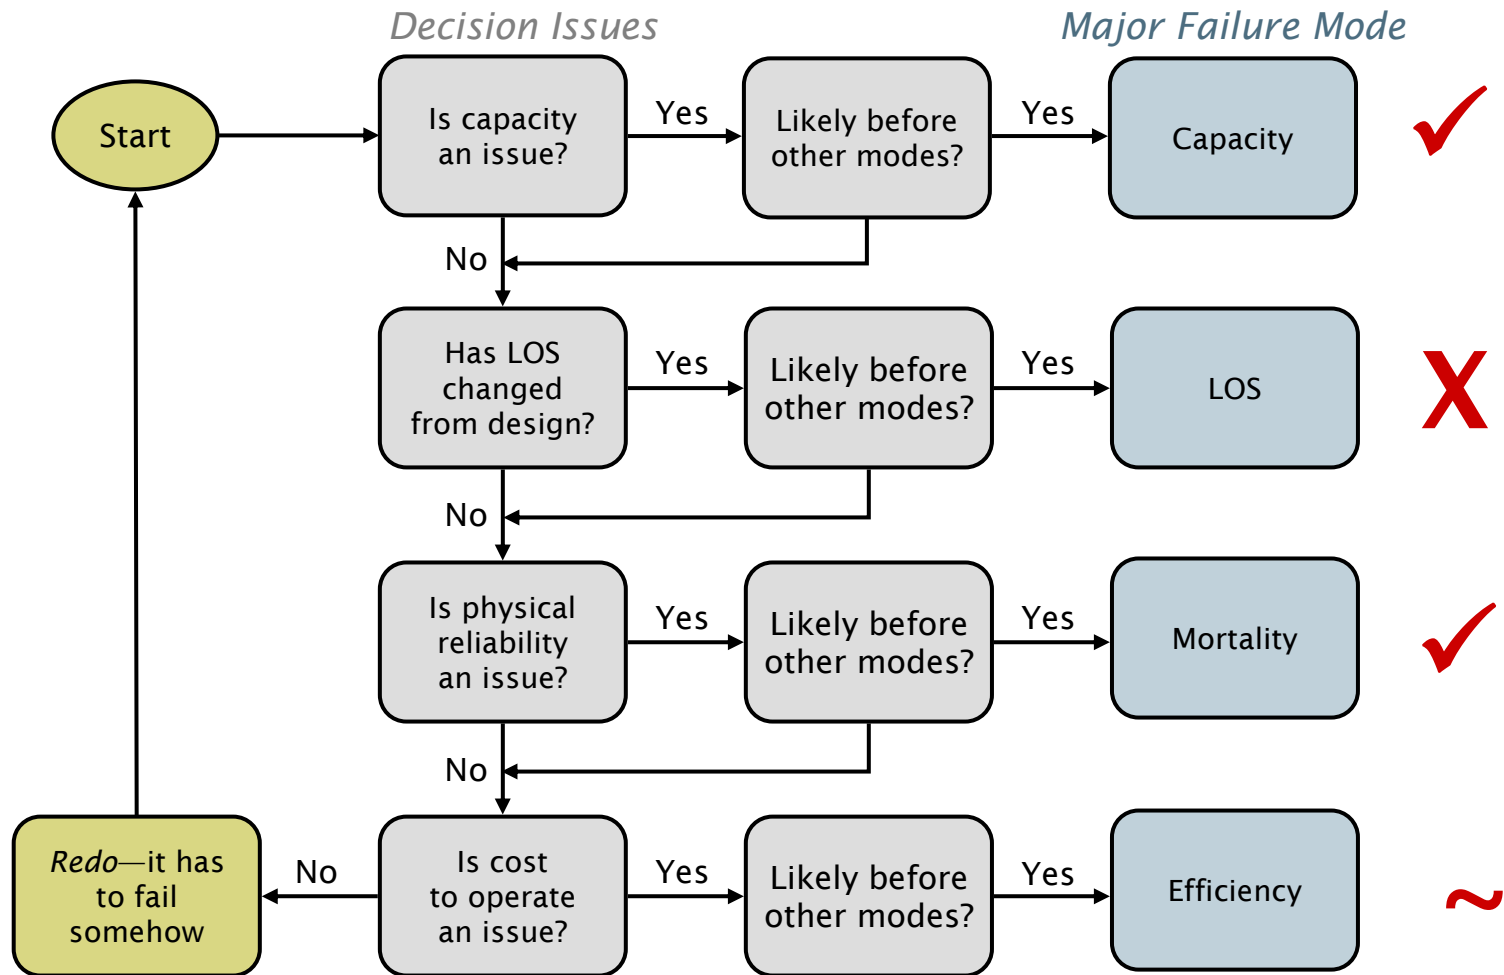 Decision Issues
Major Failure Mode
Start
Is capacity
an issue?
Yes
Likely before
other modes?
Yes
Capacity
✓
No
Has LOS
changed
from design?
Yes
Likely before
other modes?
Yes
LOS
X
No
Is physical
reliability
an issue?
Yes
Likely before
other modes?
Yes
Mortality
✓
No
Redo—it has
to fail
somehow
No
Is cost
to operate
an issue?
Yes
Likely before
other modes?
Yes
Efficiency
~